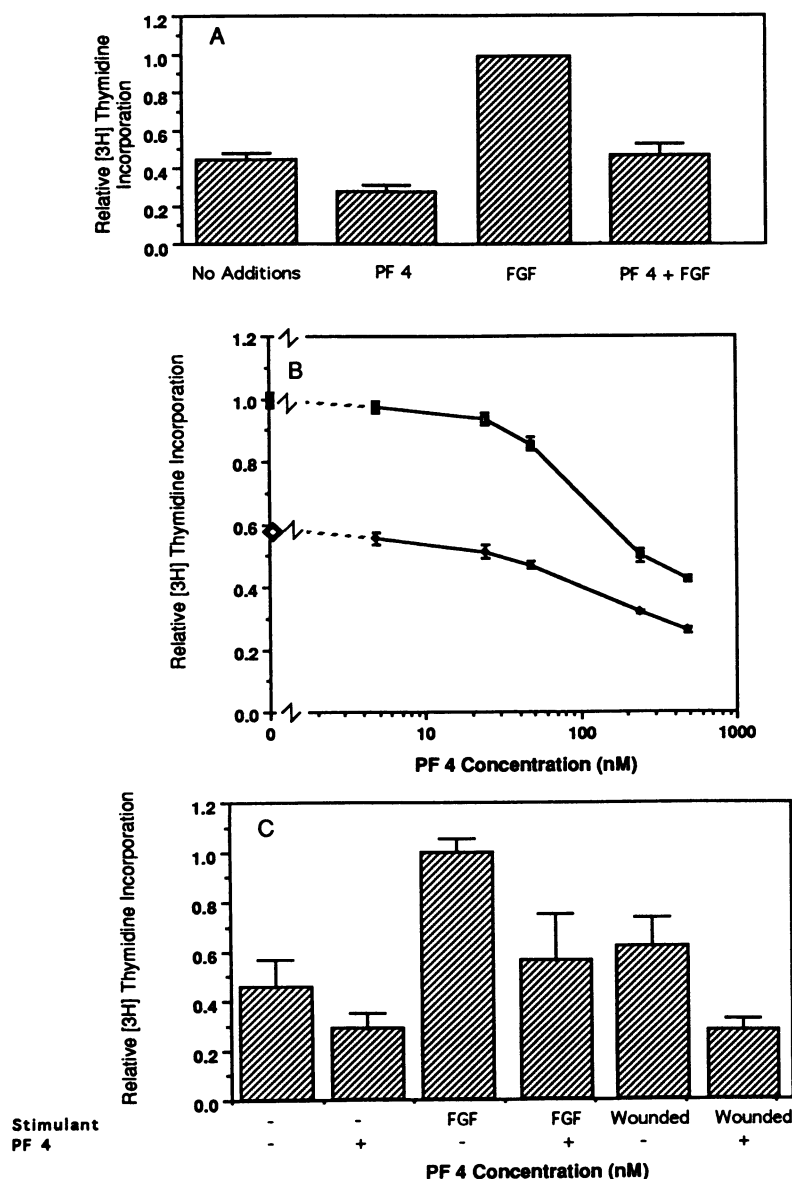 A
Relative [3H] Thymidine
Incorporation
1.2
1.0
0.8
0.6
0.4
0.2
0.0
No Additions PF 4 FGF PF 4 + FGF
B
Relative [3H] Thymidine Incorporation
1.2
1.0
0.8
0.6
0.4
0.2
0.0
0 10 100 1000
PF 4 Concentration (nM)
C
Relative [3H] Thymidine Incorporation
1.2
1.0
0.8
0.6
0.4
0.2
0.0
Stimulant - - FGF FGF Wounded Wounded
PF 4 - + - + - +
PF 4 Concentration (nM)